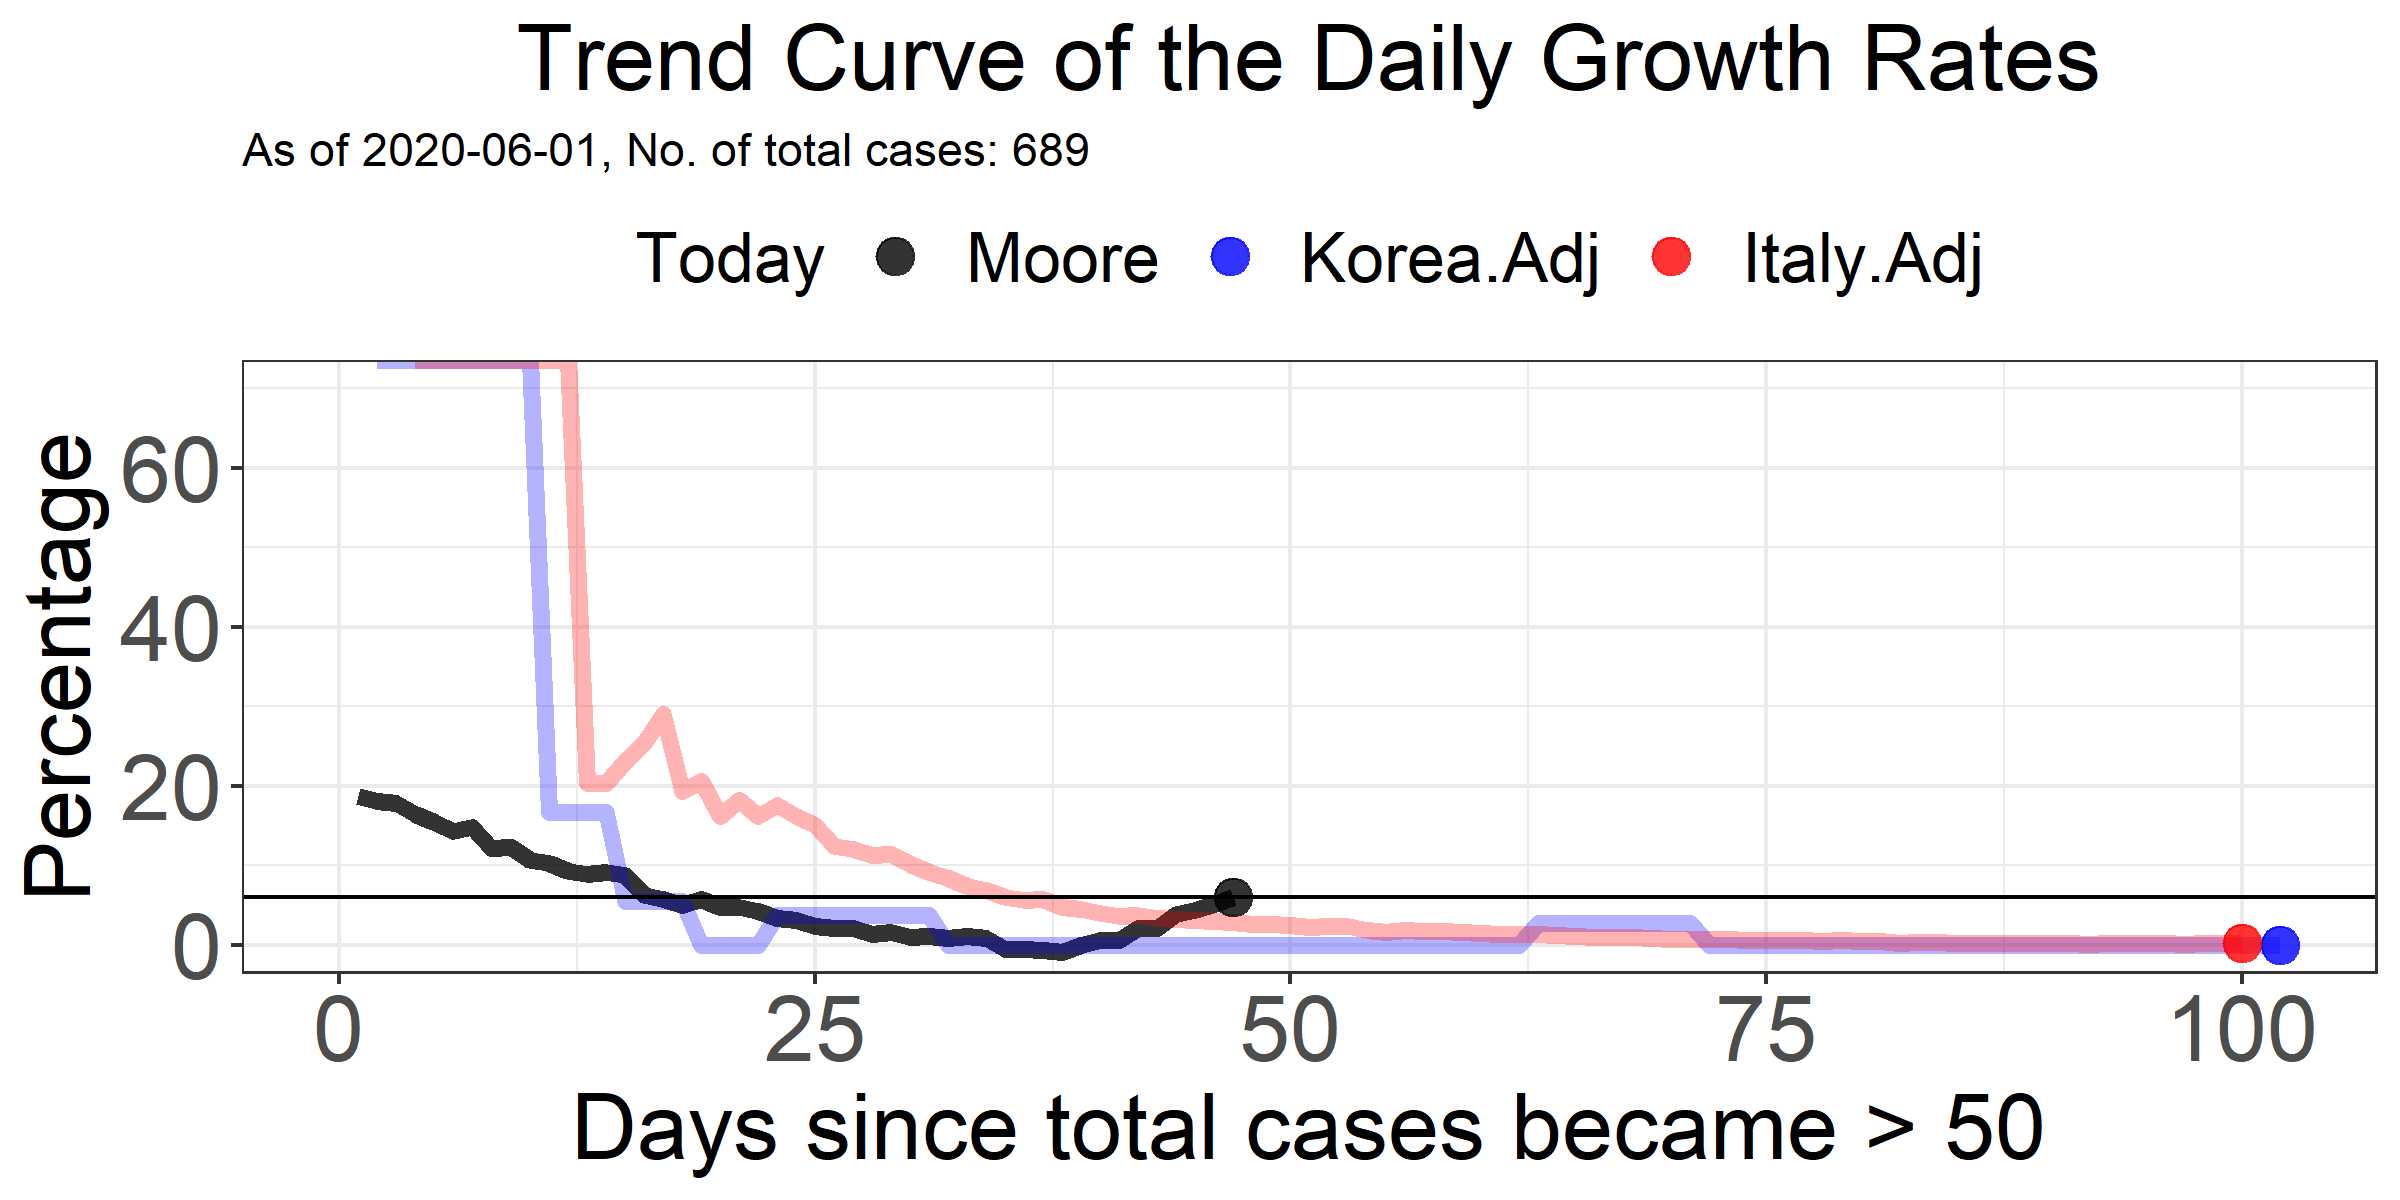 Trend Curve of the Daily Growth Rates
As of 2020-06-01, No. of total cases: 689
Today Moore Korea.Adj Italy.Adj
Percentage
60
40
20
0
0 25 50 75 100
Days since total cases became > 50